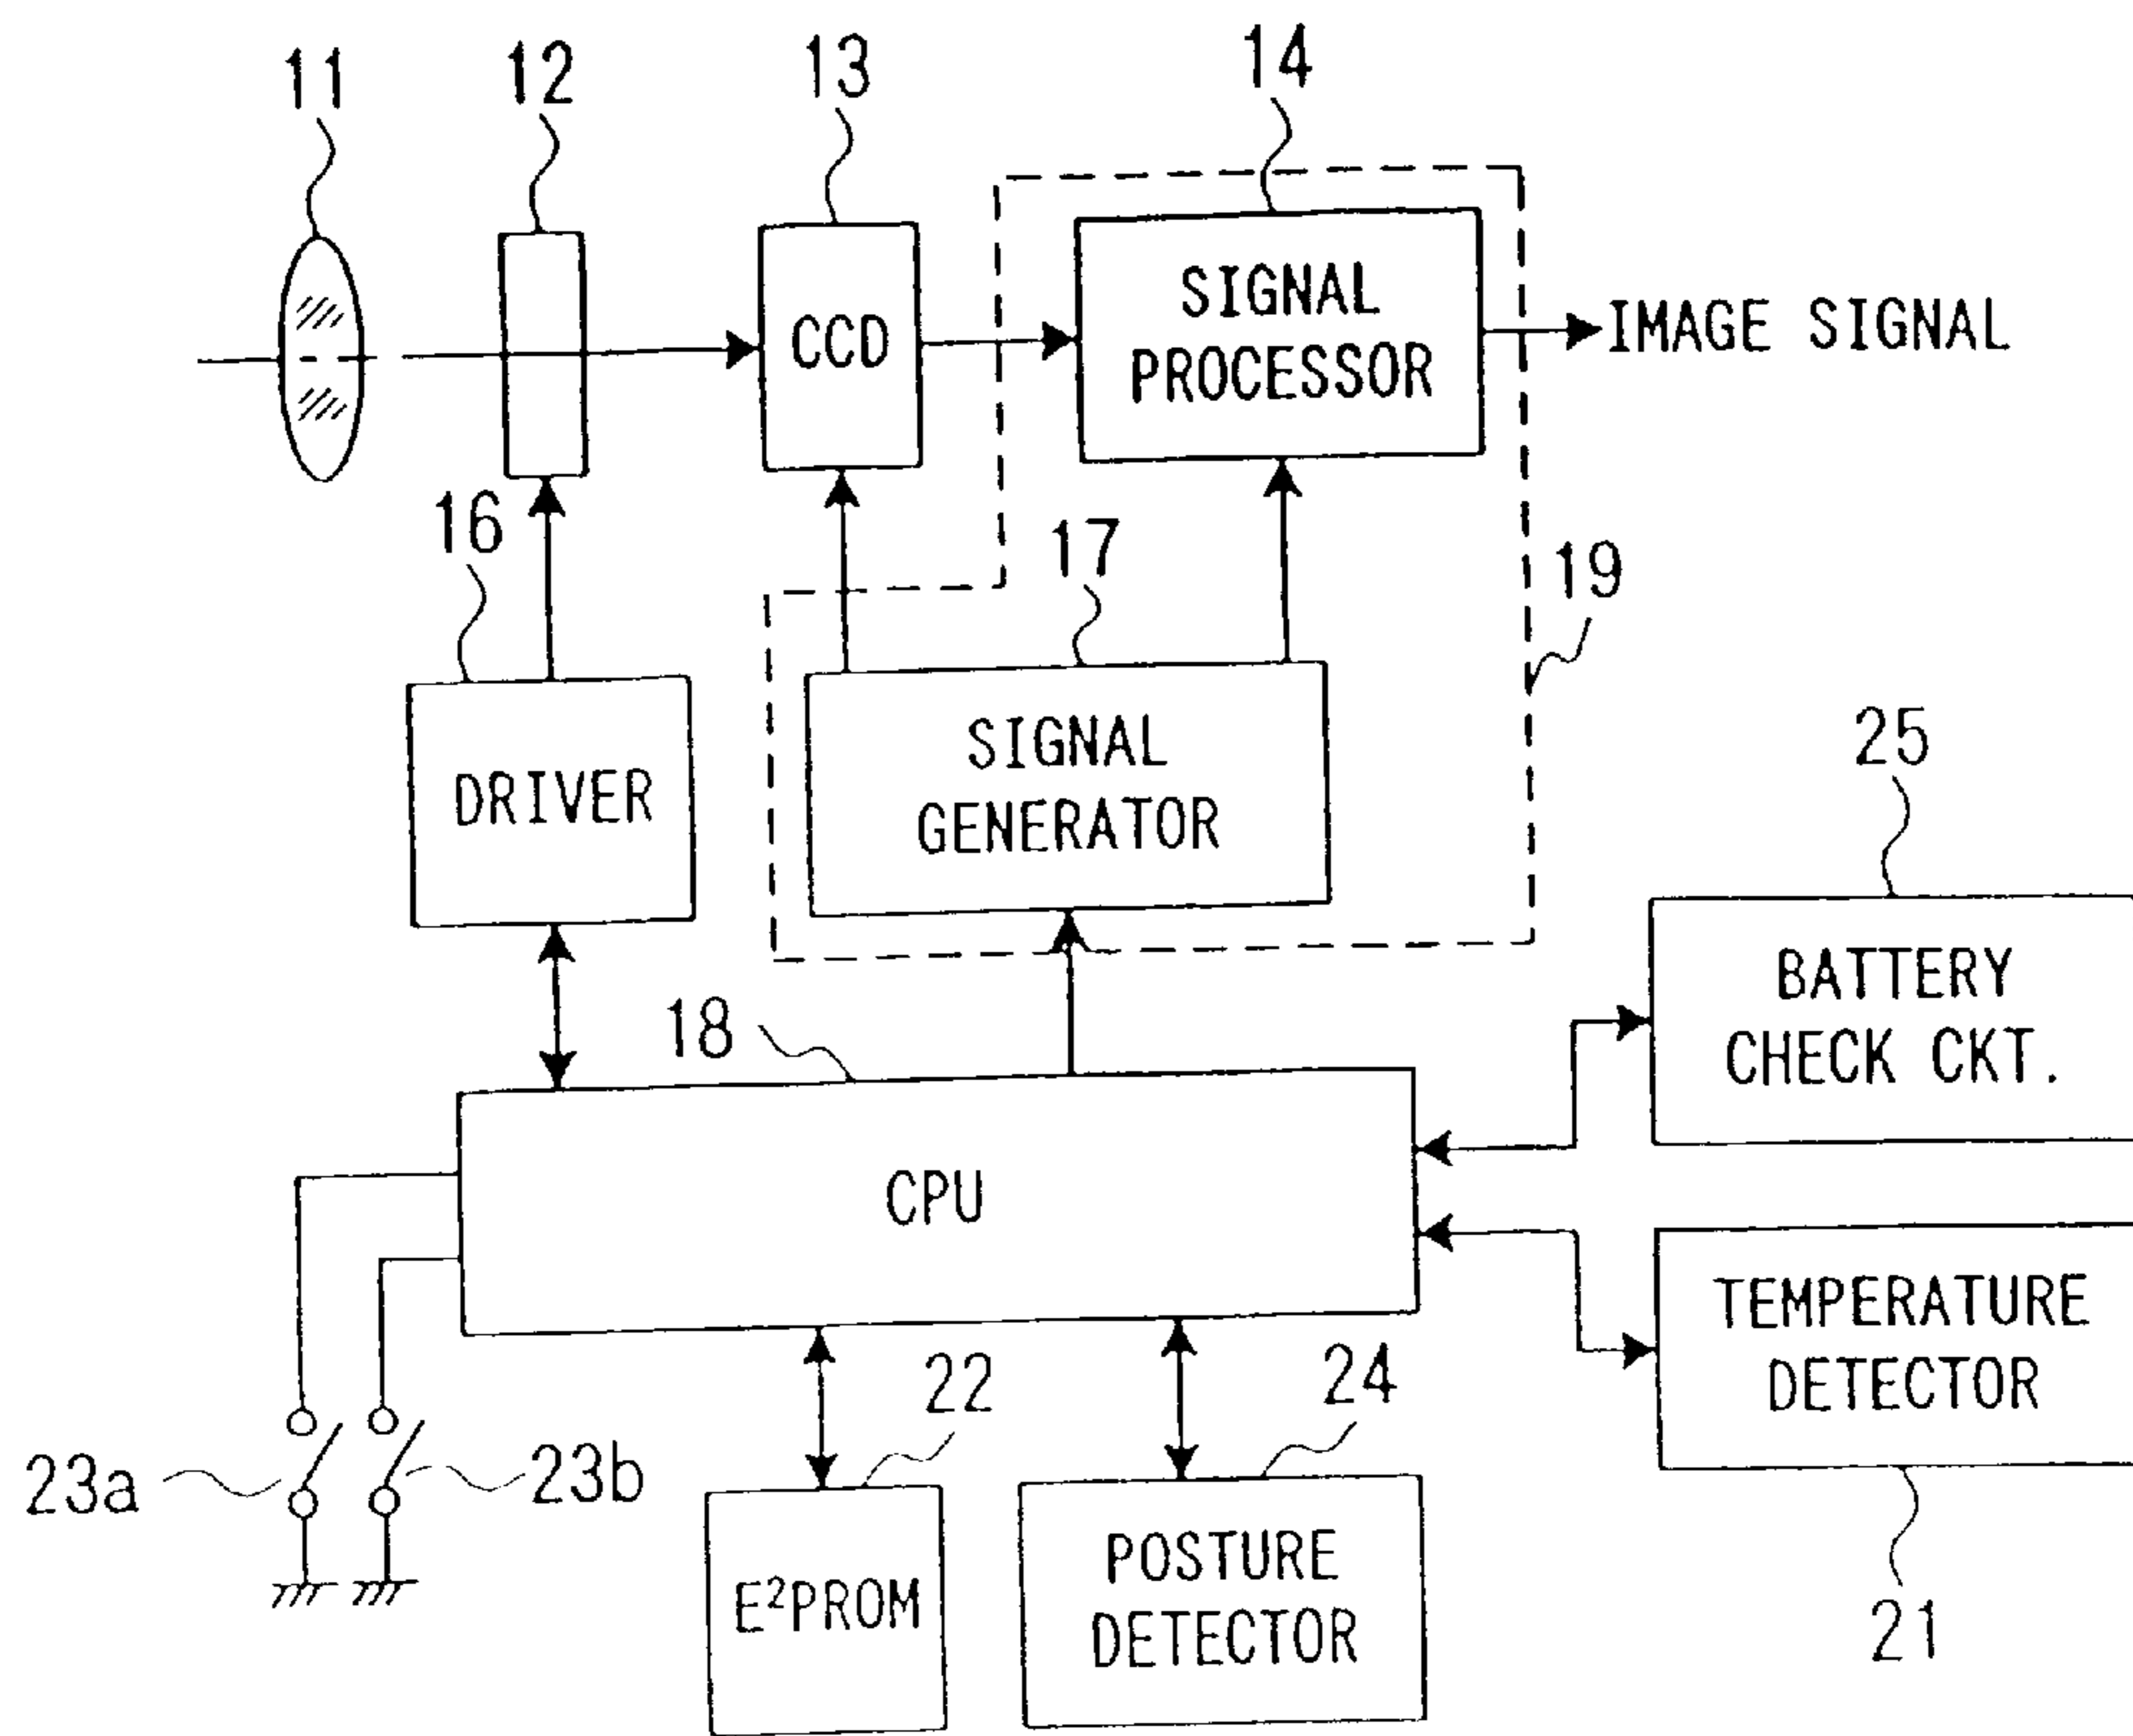 11
12
13
14
CCD
SIGNAL
PROCESSOR
IMAGE SIGNAL
16
17
19
DRIVER
SIGNAL
GENERATOR
25
18
BATTERY
CHECK CKT.
CPU
TEMPERATURE
DETECTOR
22
24
23a
23b
E²PROM
POSTURE
DETECTOR
21